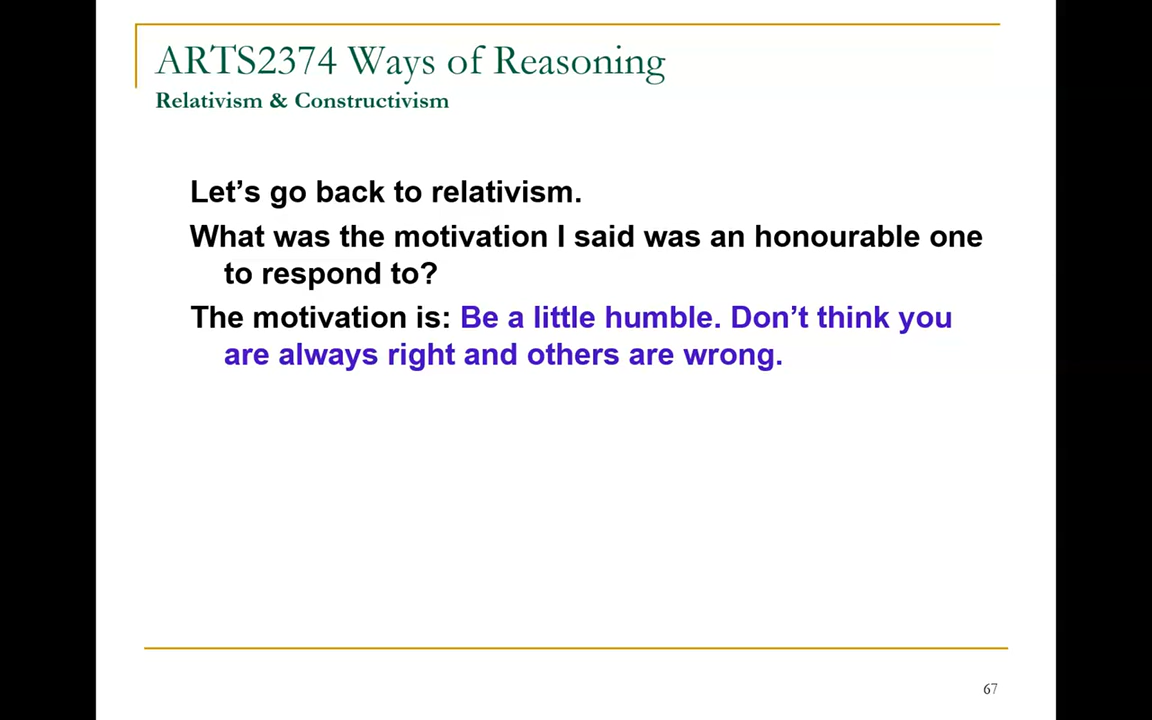 ARTS2374 Ways of Reasoning
Relativism & Constructivism
Let’s go back to relativism.
What was the motivation I said was an honourable one
to respond to?
The motivation is: Be a little humble. Don’t think you
are always right and others are wrong.
67